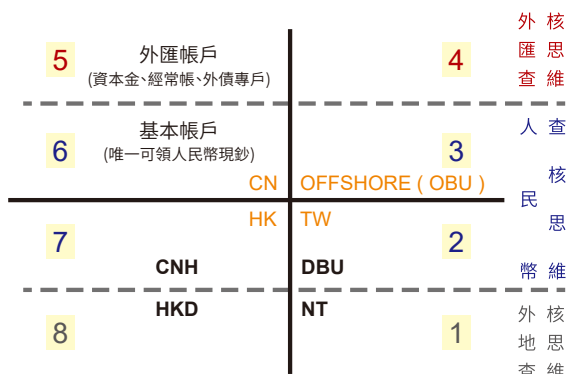 5
外匯帳戶
(資本金、經常帳、外債專戶)
4
外匯查
核思維
6
基本帳戶
(唯一可領人民幣現鈔)
3
人民幣
查核思維
CN
OFFSHORE ( OBU )
HK
TW
7
2
CNH
DBU
HKD
NT
8
1
外地查
核思維